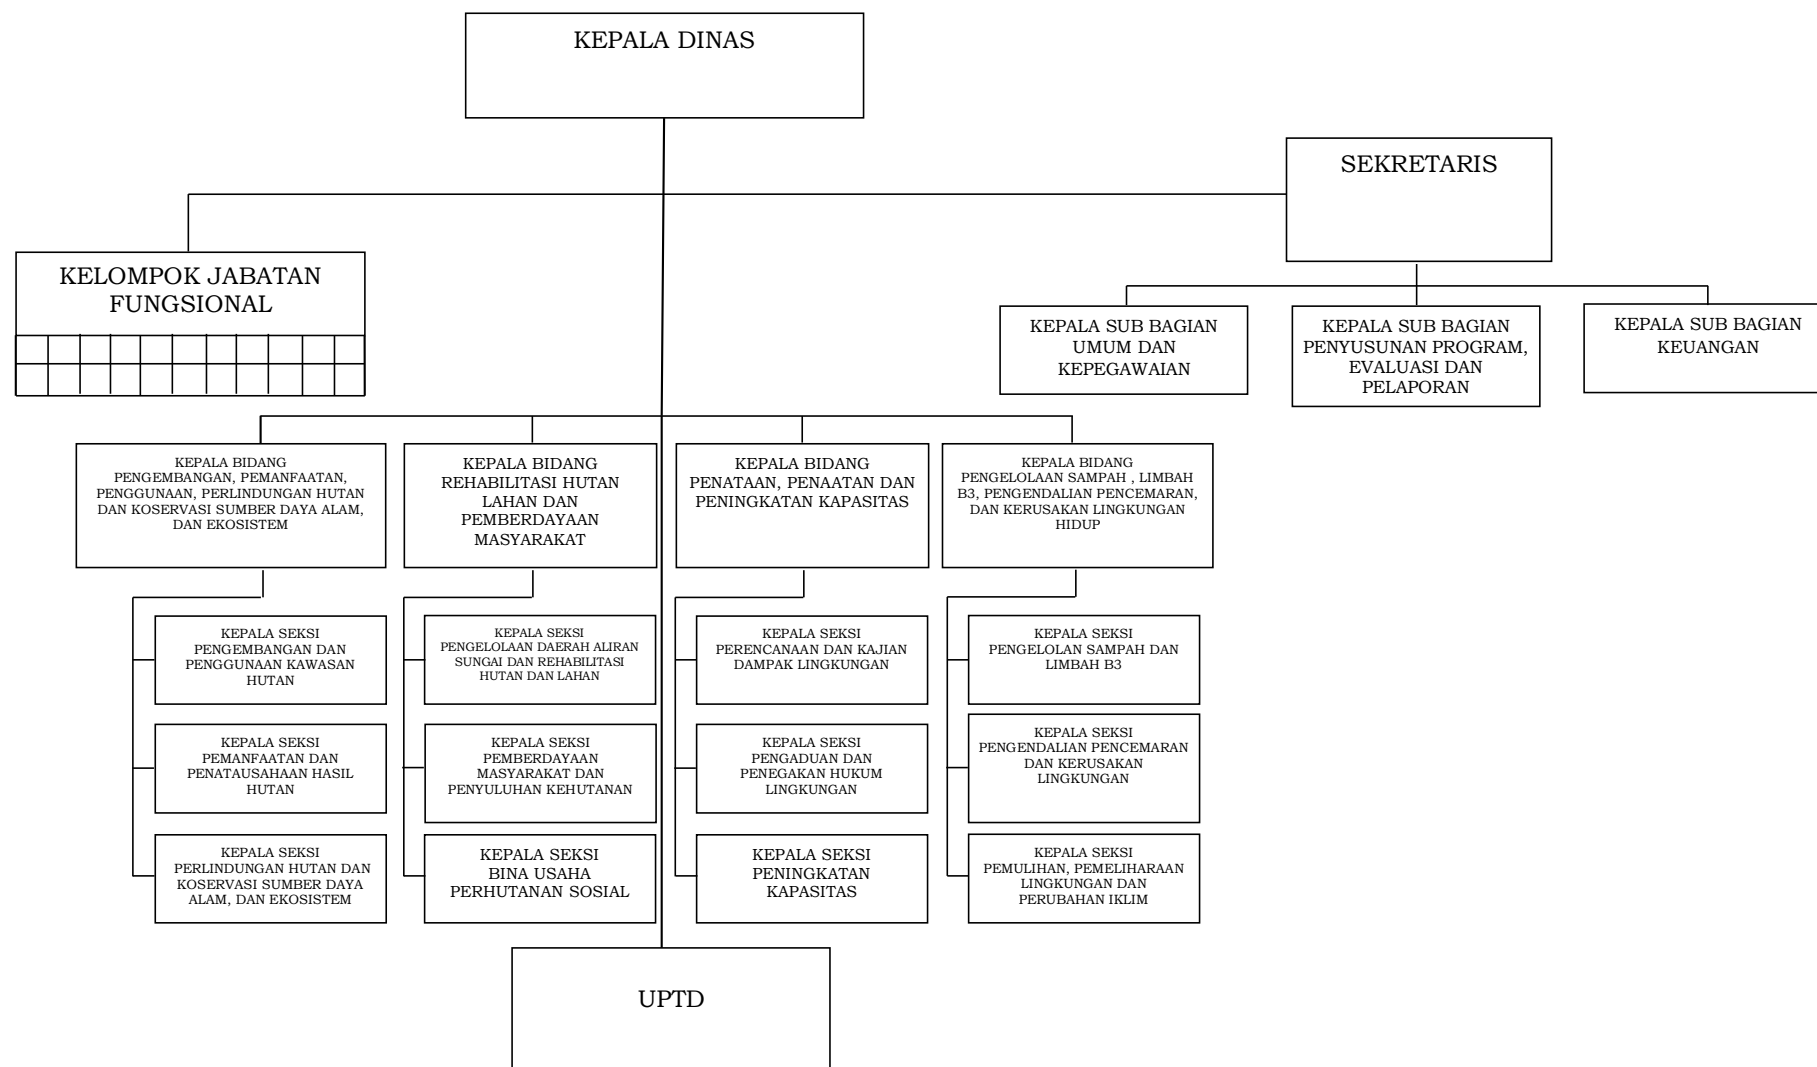 KEPALA DINAS
SEKRETARIS
KELOMPOK JABATAN
FUNGSIONAL
KEPALA SUB BAGIAN
UMUM DAN
KEPEGAWAIAN
KEPALA SUB BAGIAN
PENYUSUNAN PROGRAM,
EVALUASI DAN
PELAPORAN
KEPALA SUB BAGIAN
KEUANGAN
KEPALA BIDANG
PENGEMBANGAN, PEMANFAATAN,
PENGGUNAAN, PERLINDUNGAN HUTAN
DAN KOSERVASI SUMBER DAYA ALAM,
DAN EKOSISTEM
KEPALA BIDANG
REHABILITASI HUTAN
LAHAN DAN
PEMBERDAYAAN
MASYARAKAT
KEPALA BIDANG
PENATAAN, PENAATAN DAN
PENINGKATAN KAPASITAS
KEPALA BIDANG
PENGELOLAAN SAMPAH , LIMBAH
B3, PENGENDALIAN PENCEMARAN,
DAN KERUSAKAN LINGKUNGAN
HIDUP
KEPALA SEKSI
PENGEMBANGAN DAN
PENGGUNAAN KAWASAN
HUTAN
KEPALA SEKSI
PENGELOLAAN DAERAH ALIRAN
SUNGAI DAN REHABILITASI
HUTAN DAN LAHAN
KEPALA SEKSI
PERENCANAAN DAN KAJIAN
DAMPAK LINGKUNGAN
KEPALA SEKSI
PENGELOLAN SAMPAH DAN
LIMBAH B3
KEPALA SEKSI
PEMANFAATAN DAN
PENATAUSAHAAN HASIL
HUTAN
KEPALA SEKSI
PEMBERDAYAAN
MASYARAKAT DAN
PENYULUHAN KEHUTANAN
KEPALA SEKSI
PENGADUAN DAN
PENEGAKAN HUKUM
LINGKUNGAN
KEPALA SEKSI
PENGENDALIAN PENCEMARAN
DAN KERUSAKAN
LINGKUNGAN
KEPALA SEKSI
PERLINDUNGAN HUTAN DAN
KOSERVASI SUMBER DAYA
ALAM, DAN EKOSISTEM
KEPALA SEKSI
BINA USAHA
PERHUTANAN SOSIAL
KEPALA SEKSI
PENINGKATAN
KAPASITAS
KEPALA SEKSI
PEMULIHAN, PEMELIHARAAN
LINGKUNGAN DAN
PERUBAHAN IKLIM
UPTD